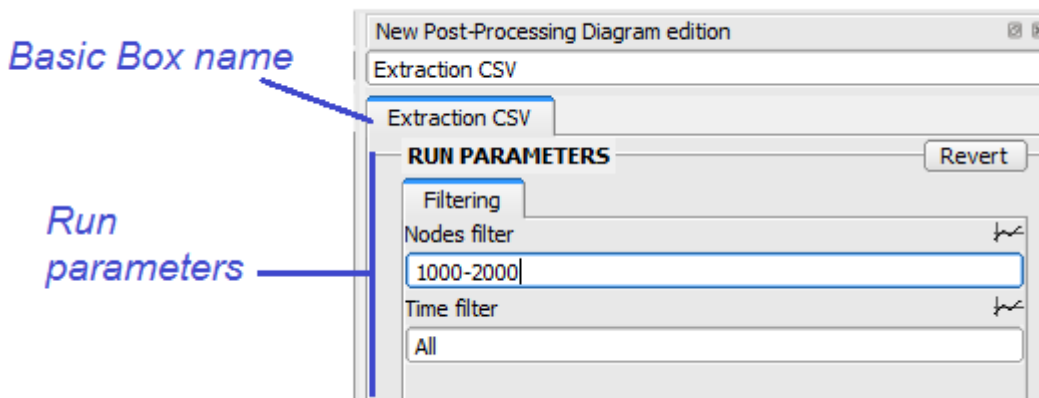 New Post-Processing Diagram edition
Basic Box name
Extraction CSV
Extraction CSV
RUN PARAMETERS
Revert
Filtering
Run
parameters
Nodes filter
1000-2000
Time filter
All